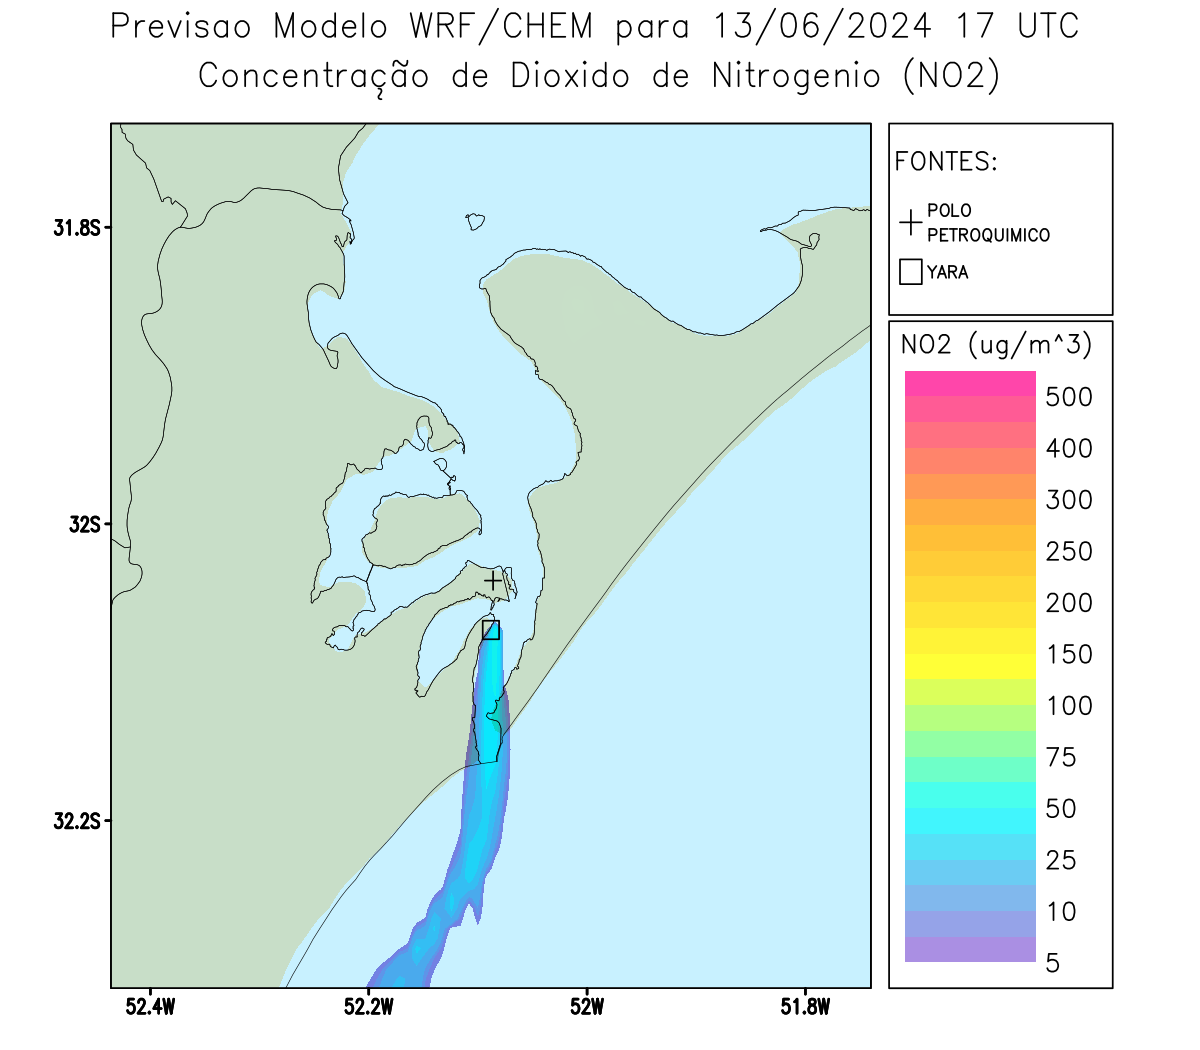 Previsao Modelo WRF/CHEM para 13/06/2024 17 UTC
Concentração de Dioxido de Nitrogenio (NO2)
31.8S
32S
32.2S
52.4W
52.2W
52W
51.8W
FONTES:
POLO
PETROQUIMICO
YARA
NO2 (ug/m^3)
500
400
300
250
200
150
100
75
50
25
10
5